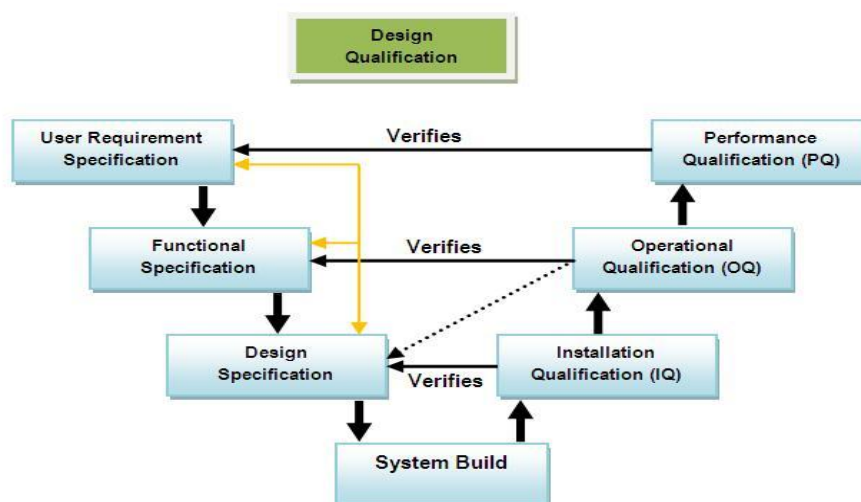 Design
Qualification
User Requirement
Specification
Verifies
Performance
Qualification (PQ)
Functional
Specification
Verifies
Operational
Qualification (OQ)
Design
Specification
Verifies
Installation
Qualification (IQ)
System Build